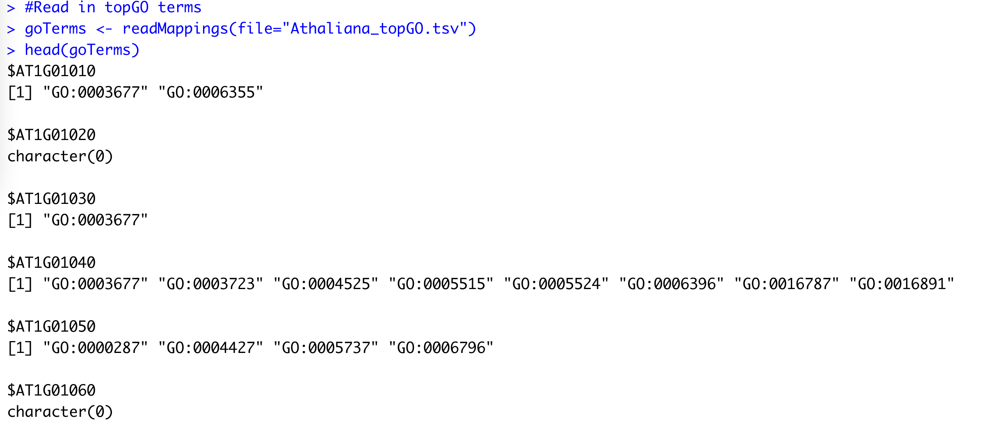 > #Read in topGO terms
> goTerms <- readMappings(file="Athaliana_topGO.tsv")
> head(goTerms)
$AT1G01010
[1] "GO:0003677" "GO:0006355"
$AT1G01020
character(0)
$AT1G01030
[1] "GO:0003677"
$AT1G01040
[1] "GO:0003677" "GO:0003723" "GO:0004525" "GO:0005515" "GO:0005524" "GO:0006396" "GO:0016787" "GO:0016891"
$AT1G01050
[1] "GO:0000287" "GO:0004427" "GO:0005737" "GO:0006796"
$AT1G01060
character(0)